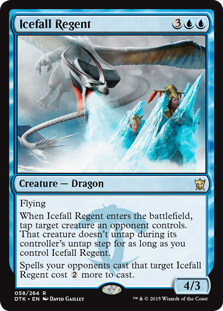 Icefall Regent 3
Creature — Dragon
Flying
When Icefall Regent enters the battlefield,
tap target creature an opponent controls.
That creature doesn't untap during its
controller's untap step for as long as you
control Icefall Regent.
Spells your opponents cast that target Icefall
Regent cost 2 more to cast.
4/3
058/264 R
DTK • EN DAVID GAILLET
™ & © 2015 Wizards of the Coast